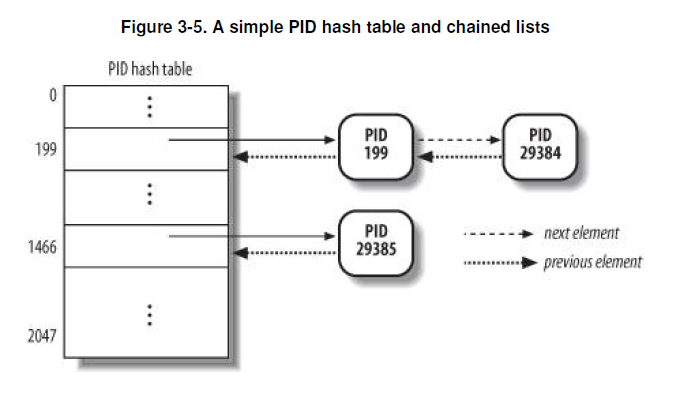 Figure 3-5. A simple PID hash table and chained lists
PID hash table
0
199
1466
2047
PID
199
PID
29384
PID
29385
next element
previous element